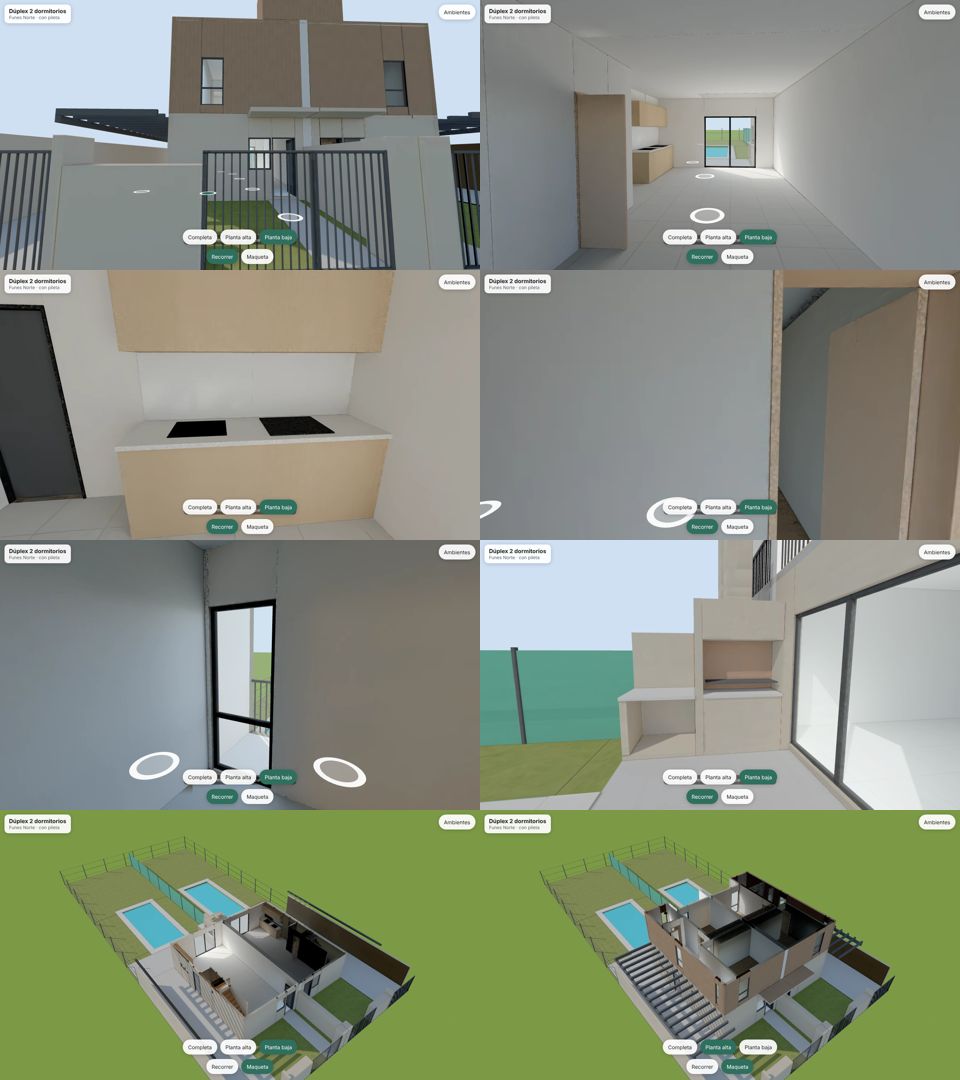 Dúplex 2 dormitorios
Funes Norte · con pileta
Ambientes
Completa Planta alta Planta baja
Recorrer Maqueta
Dúplex 2 dormitorios
Funes Norte · con pileta
Ambientes
Completa Planta alta Planta baja
Recorrer Maqueta
Dúplex 2 dormitorios
Funes Norte · con pileta
Ambientes
Completa Planta alta Planta baja
Recorrer Maqueta
Dúplex 2 dormitorios
Funes Norte · con pileta
Ambientes
Completa Planta alta Planta baja
Recorrer Maqueta
Dúplex 2 dormitorios
Funes Norte · con pileta
Ambientes
Completa Planta alta Planta baja
Recorrer Maqueta
Dúplex 2 dormitorios
Funes Norte · con pileta
Ambientes
Completa Planta alta Planta baja
Recorrer Maqueta
Dúplex 2 dormitorios
Funes Norte · con pileta
Ambientes
Completa Planta alta Planta baja
Recorrer Maqueta
Dúplex 2 dormitorios
Funes Norte · con pileta
Ambientes
Completa Planta alta Planta baja
Recorrer Maqueta